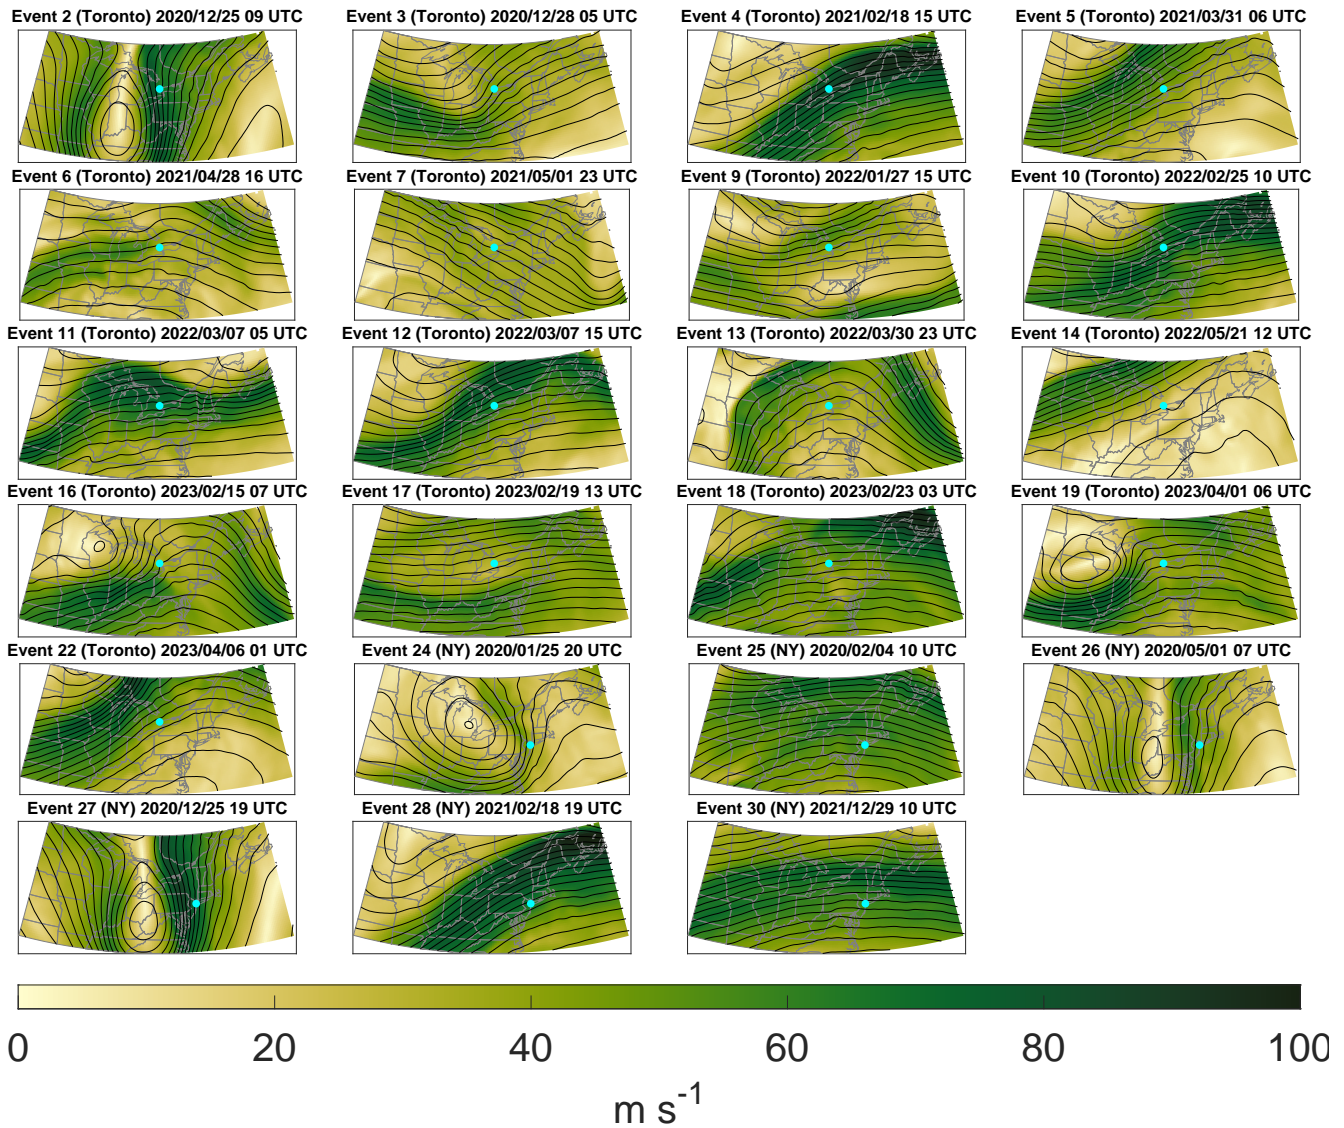 Event 2 (Toronto) 2020/12/25 09 UTC
Event 3 (Toronto) 2020/12/28 05 UTC
Event 4 (Toronto) 2021/02/18 15 UTC
Event 5 (Toronto) 2021/03/31 06 UTC
Event 6 (Toronto) 2021/04/28 16 UTC
Event 7 (Toronto) 2021/05/01 23 UTC
Event 9 (Toronto) 2022/01/27 15 UTC
Event 10 (Toronto) 2022/02/25 10 UTC
Event 11 (Toronto) 2022/03/07 05 UTC
Event 12 (Toronto) 2022/03/07 15 UTC
Event 13 (Toronto) 2022/03/30 23 UTC
Event 14 (Toronto) 2022/05/21 12 UTC
Event 16 (Toronto) 2023/02/15 07 UTC
Event 17 (Toronto) 2023/02/19 13 UTC
Event 18 (Toronto) 2023/02/23 03 UTC
Event 19 (Toronto) 2023/04/01 06 UTC
Event 22 (Toronto) 2023/04/06 01 UTC
Event 24 (NY) 2020/01/25 20 UTC
Event 25 (NY) 2020/02/04 10 UTC
Event 26 (NY) 2020/05/01 07 UTC
Event 27 (NY) 2020/12/25 19 UTC
Event 28 (NY) 2021/02/18 19 UTC
Event 30 (NY) 2021/12/29 10 UTC
0 20 40 60 80 100
m s⁻¹